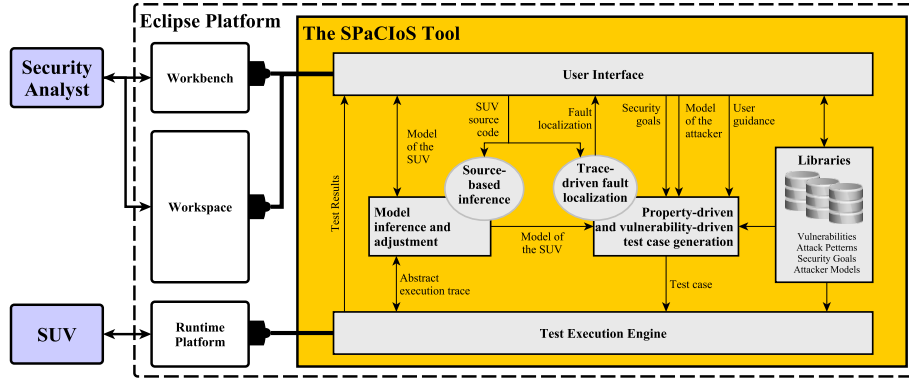 Eclipse Platform
The SPaCIoS Tool
Security
Analyst
Workbench
User Interface
SUV
source
code
Fault
localization
Security
goals
Model
of the
attacker
User
guidance
Model
of the SUV
Libraries
Source-
based
inference
Trace-
driven fault
localization
Workspace
Test Results
Model
inference and
adjustment
Property-driven
and vulnerability-driven
test case generation
Model of
the SUV
Vulnerabilities
Attack Petterns
Security Goals
Attacker Models
Abstract
execution trace
Test case
SUV
Runtime
Platform
Test Execution Engine